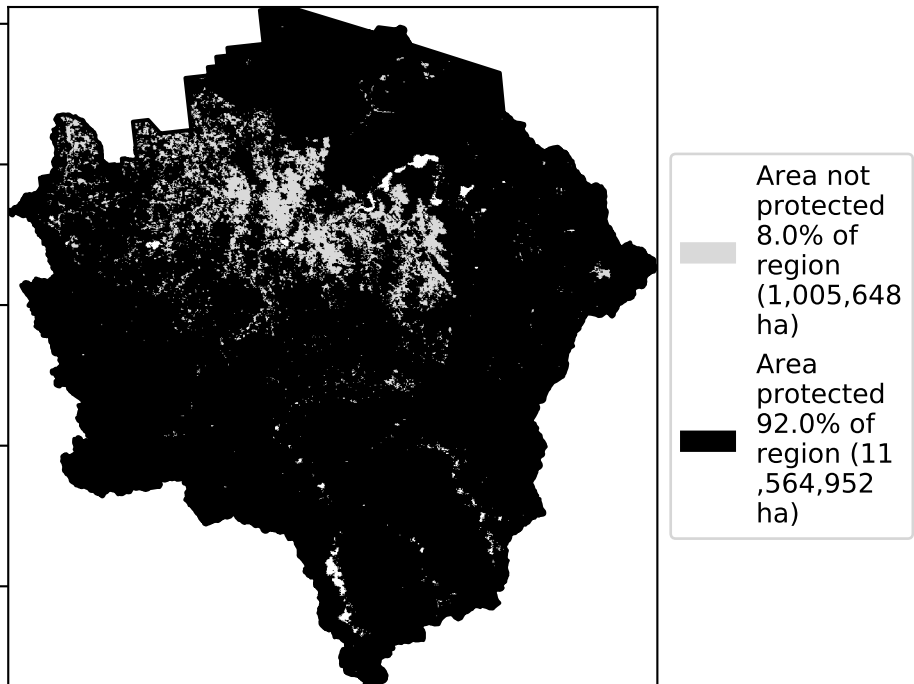 Area not
protected
8.0% of
region
(1,005,648
ha)
Area
protected
92.0% of
region (11
,564,952
ha)